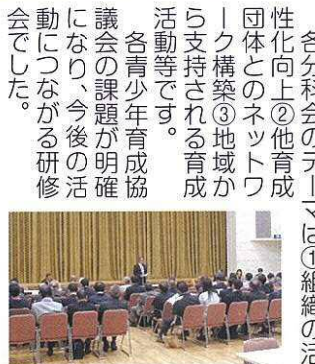 各分科会のテーマは①組織の活
性化向上②他育成
団体とのネットワ
ーク構築③地域か
ら支持される育成
活動等です。
各青少年育成協
議会の課題が明確
になり、今後の活
動につながる研修
会でした。